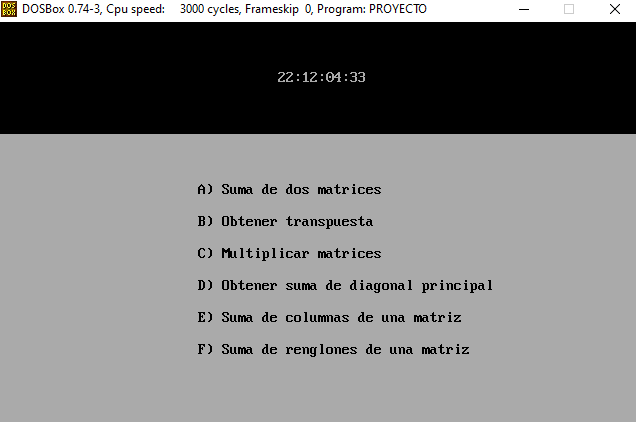 DOS BOX DOSBox 0.74-3, Cpu speed: 3000 cycles, Frameskip 0, Program: PROYECTO
22:12:04:33
A) Suma de dos matrices
B) Obtener transpuesta
C) Multiplicar matrices
D) Obtener suma de diagonal principal
E) Suma de columnas de una matriz
F) Suma de renglones de una matriz